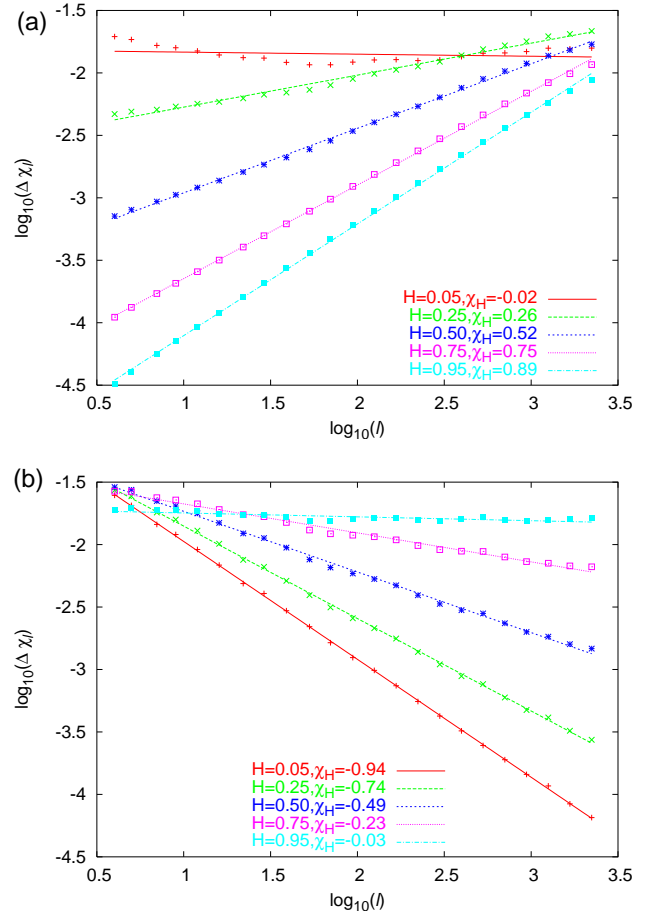 (a)
-1.5
-2
-2.5
-3
-3.5
-4
-4.5
log10(Δ χl)
0.5 1 1.5 2 2.5 3 3.5
log10(l)
H=0.05,χH=-0.02
H=0.25,χH=0.26
H=0.50,χH=0.52
H=0.75,χH=0.75
H=0.95,χH=0.89
(b)
-1.5
-2
-2.5
-3
-3.5
-4
-4.5
log10(Δ χl)
0.5 1 1.5 2 2.5 3 3.5
log10(l)
H=0.05,χH=-0.94
H=0.25,χH=-0.74
H=0.50,χH=-0.49
H=0.75,χH=-0.23
H=0.95,χH=-0.03